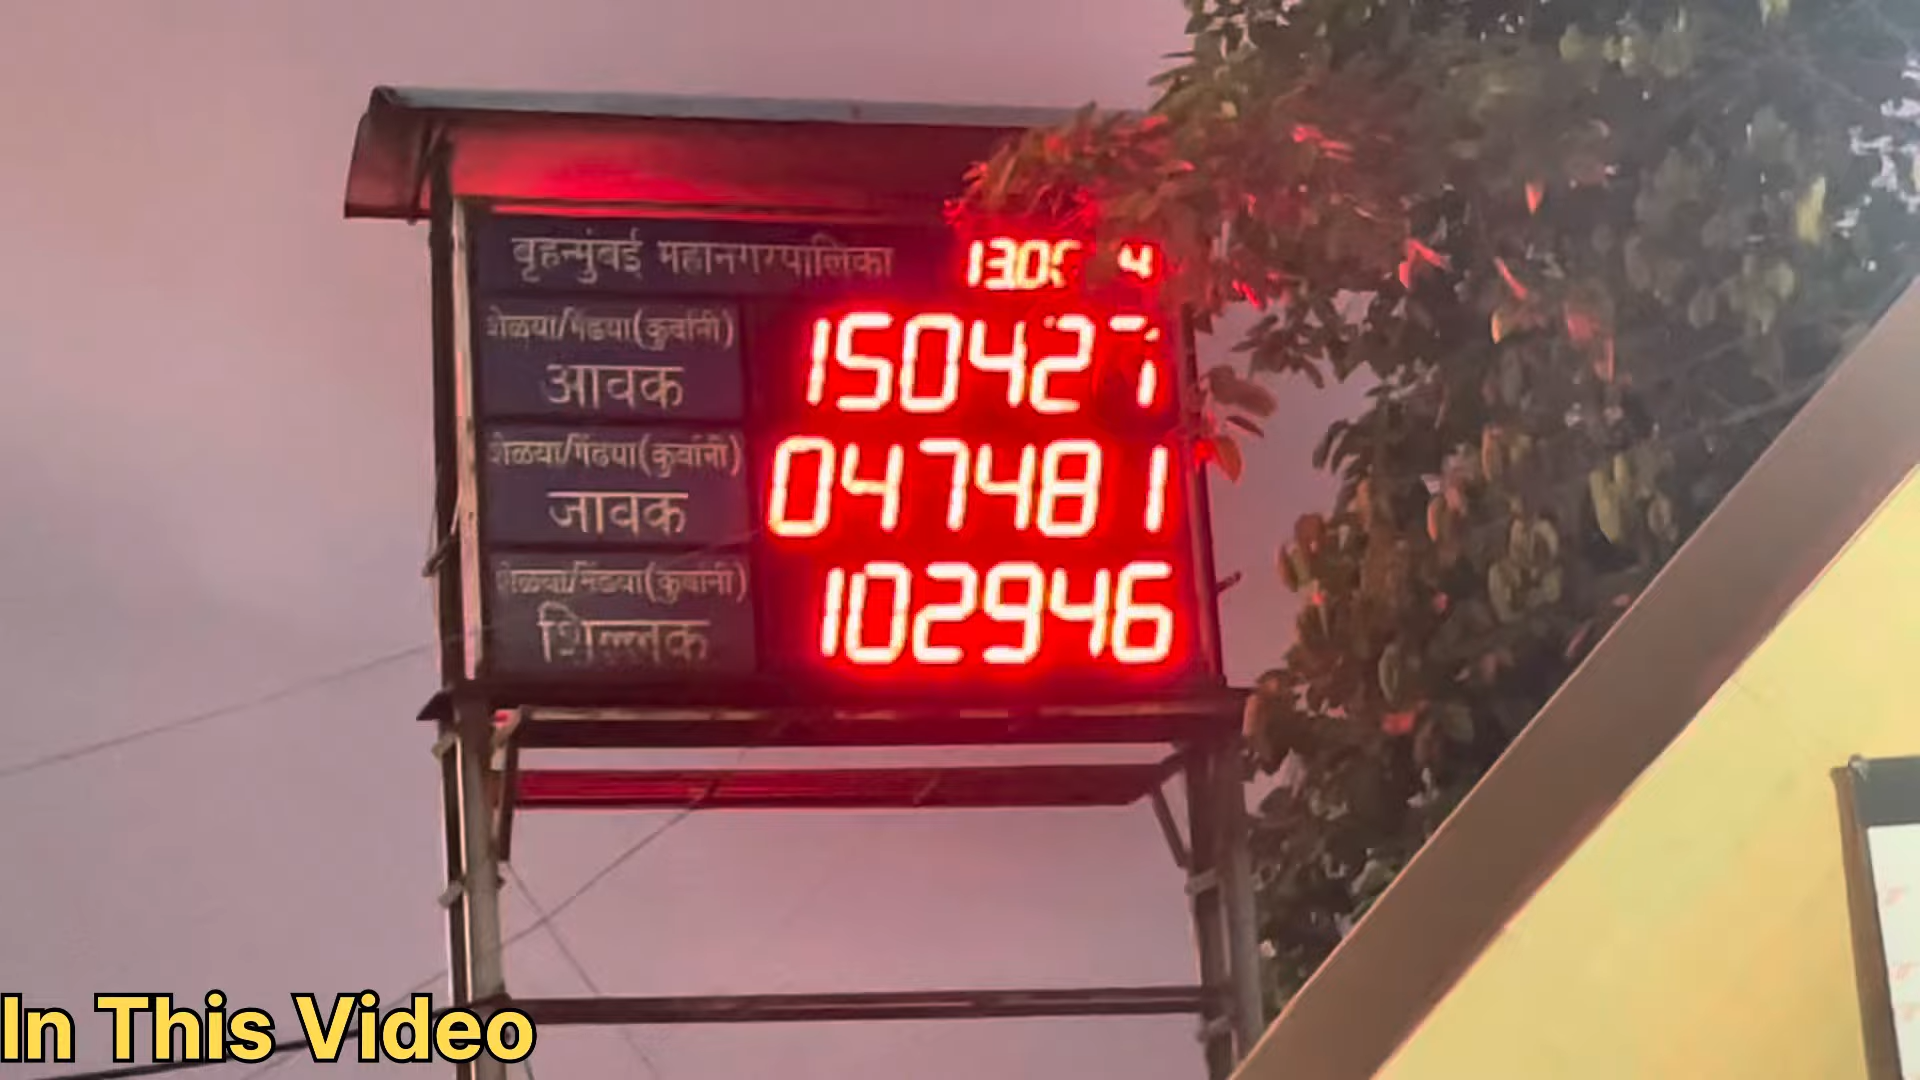 बृहन्मुंबई महानगरपालिका
शेळया/मेंढया(कुर्बानी)
आवक 150427
शेळया/मेंढया(कुर्बानी)
जावक 047481
शेळया/मेंढया(कुर्बानी)
शिल्लक 102946
In This Video